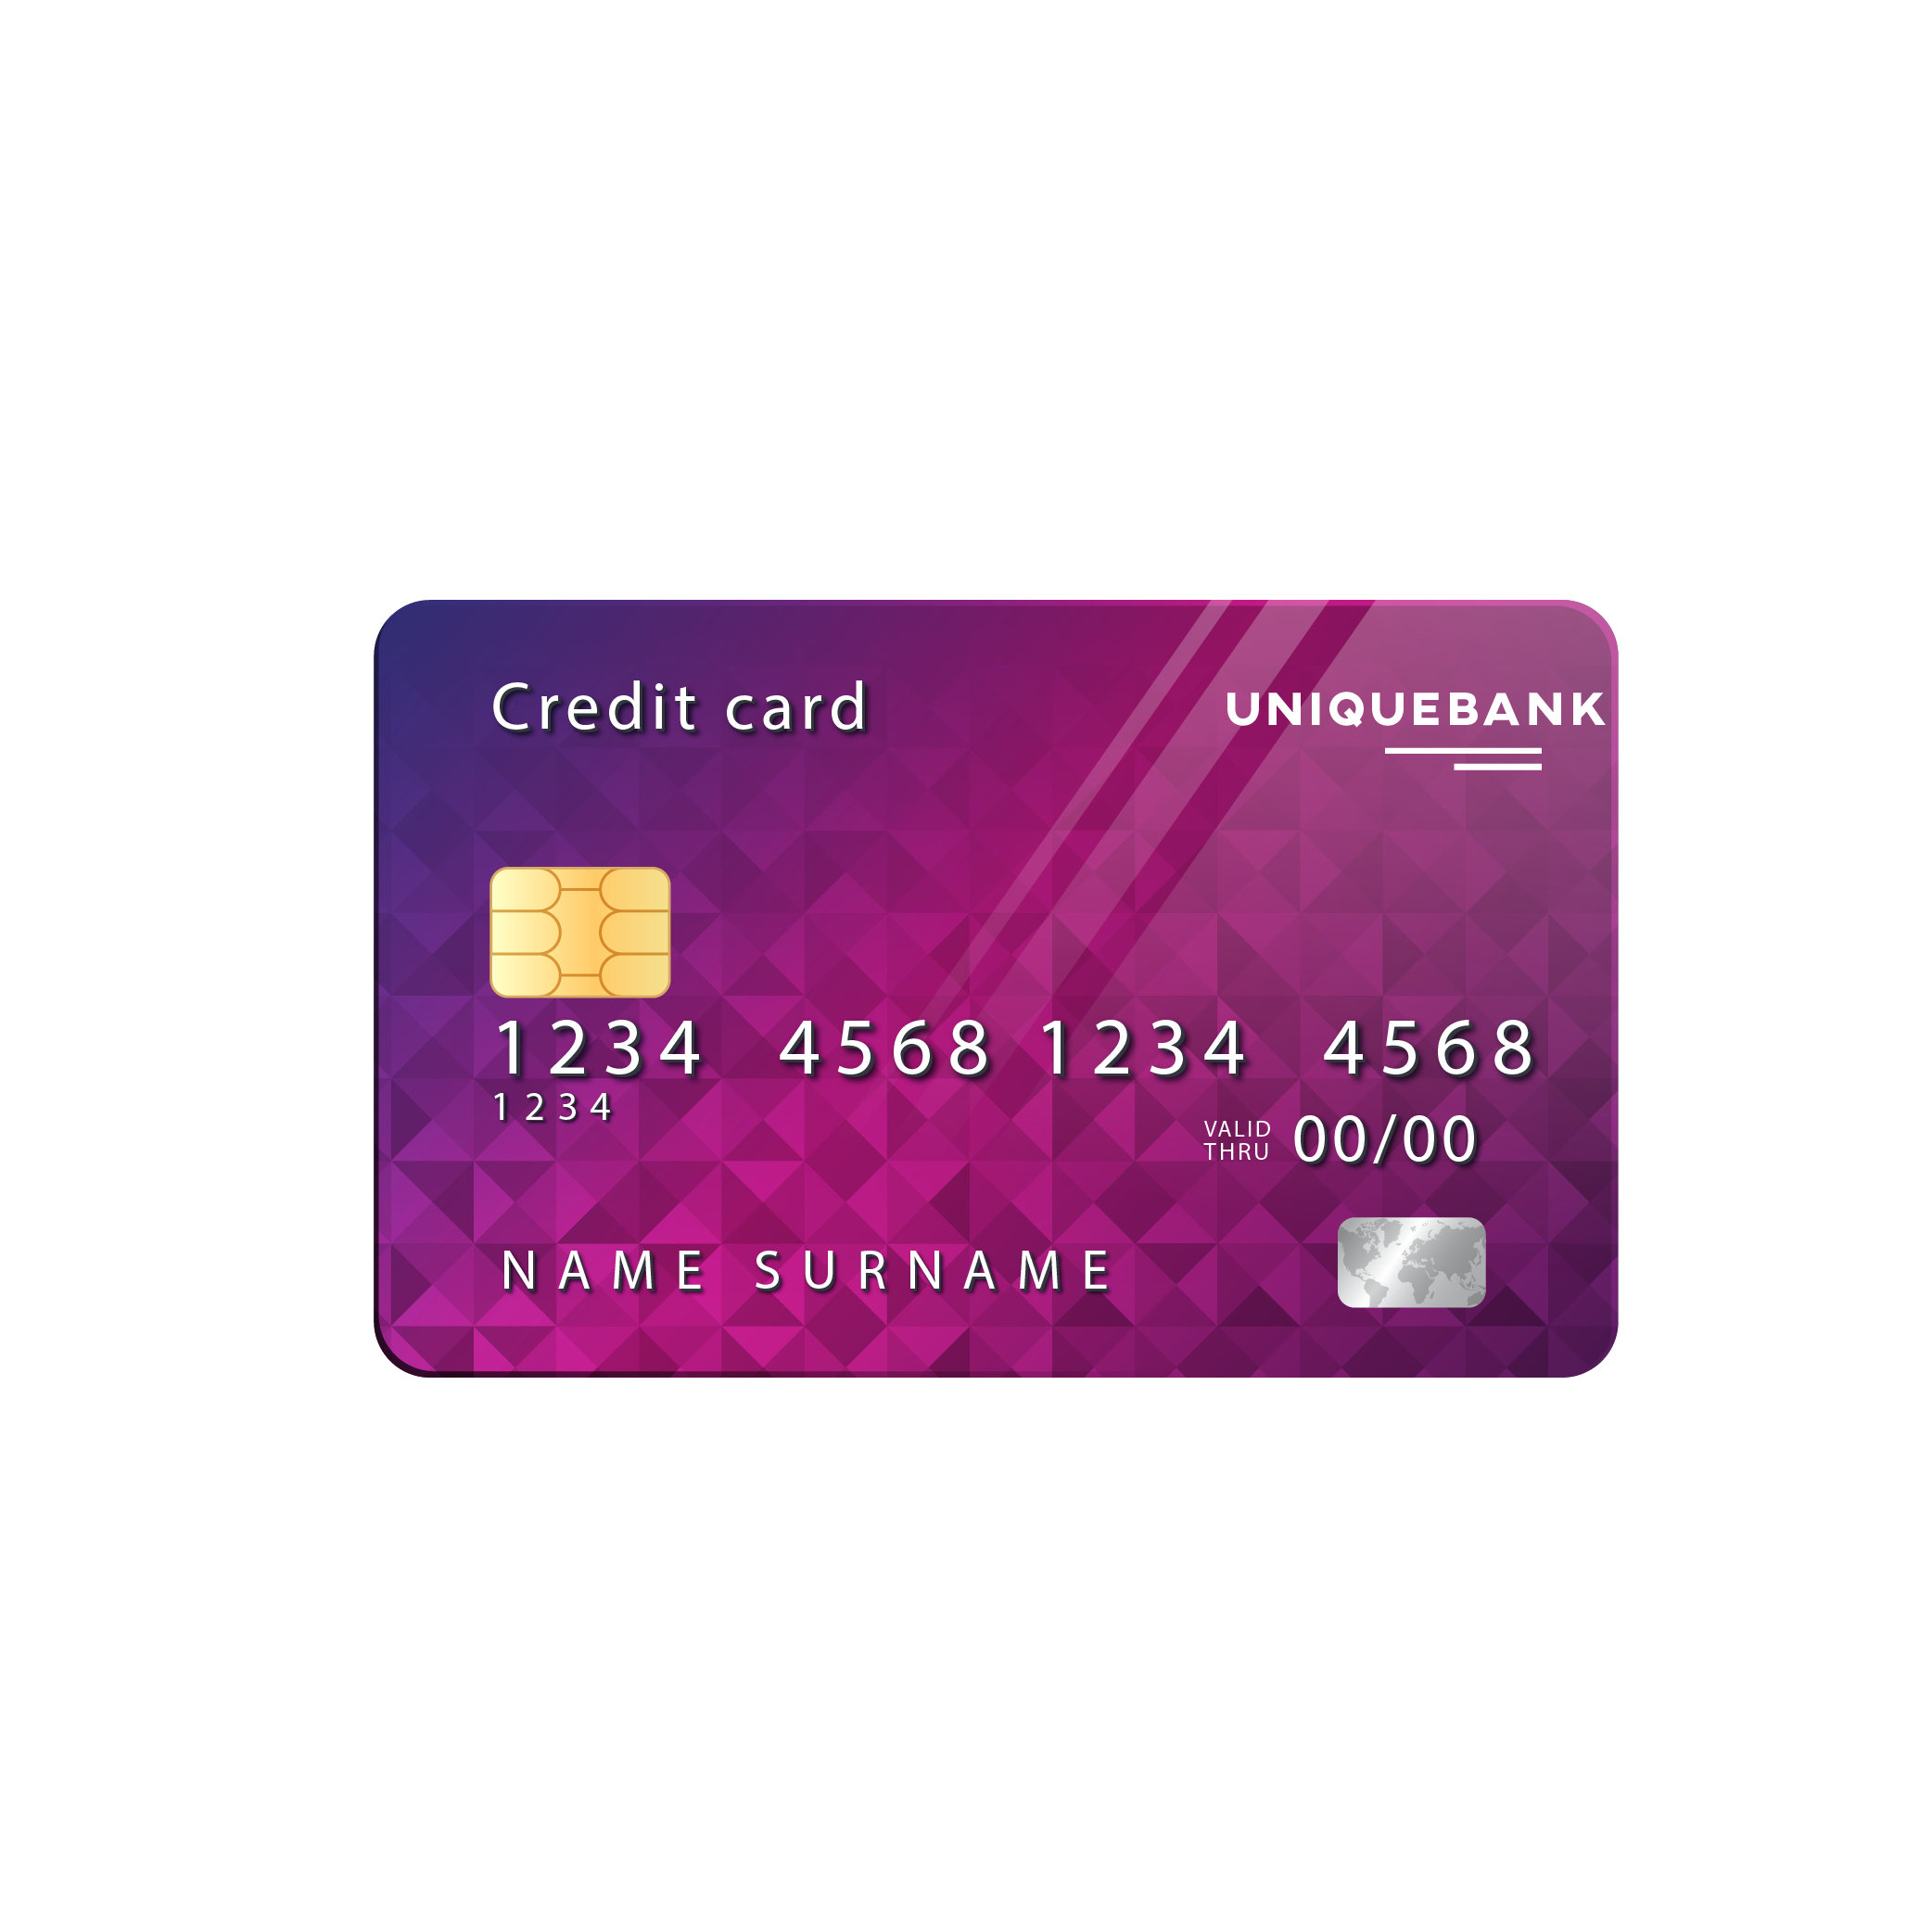 Credit card
UNIQUEBANK
1234 4568 1234 4568
1234
VALID
THRU
00/00
NAME SURNAME